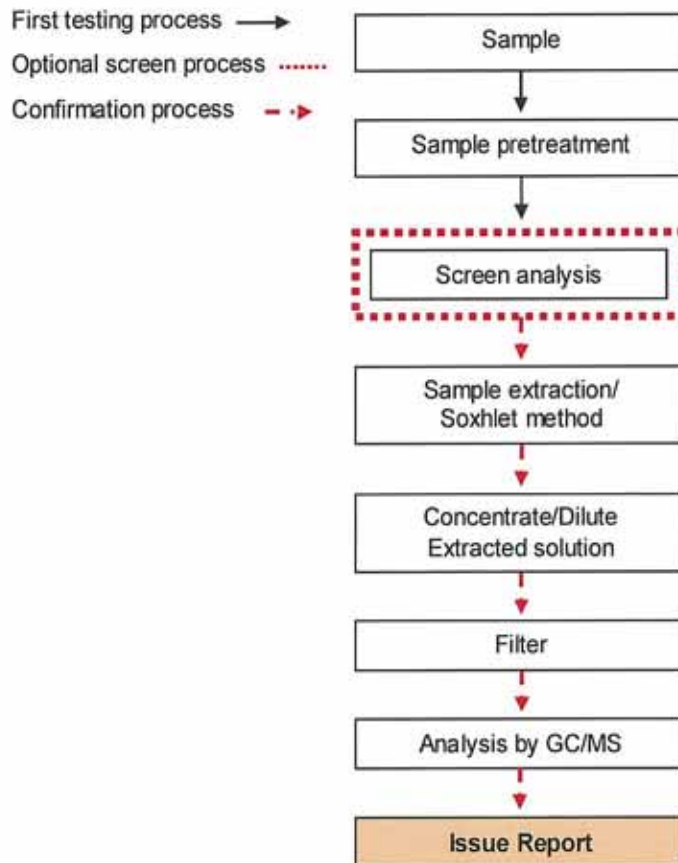 First testing process
Optional screen process
Confirmation process
Sample
Sample pretreatment
Screen analysis
Sample extraction/
Soxhlet method
Concentrate/Dilute
Extracted solution
Filter
Analysis by GC/MS
Issue Report